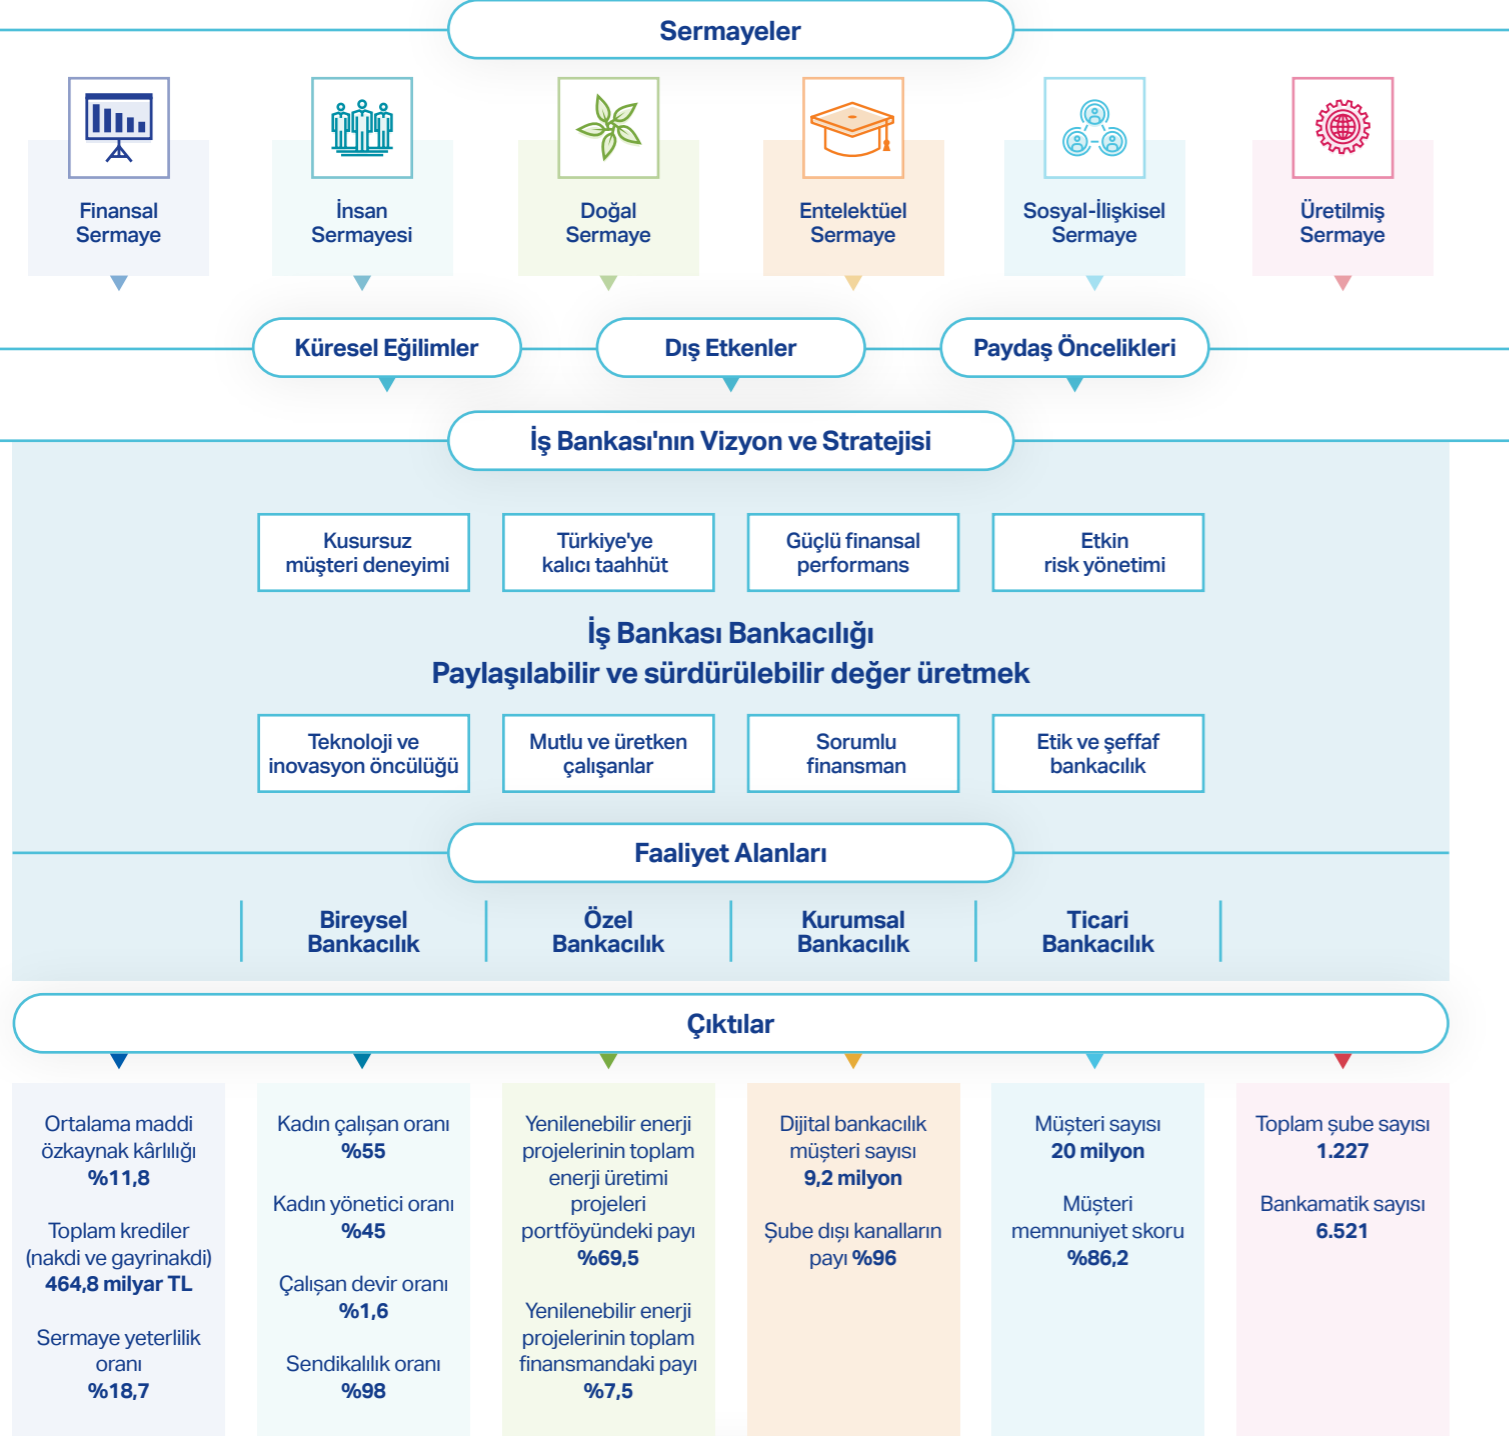 Sermayeler
Finansal
Sermaye
İnsan
Sermayesi
Doğal
Sermaye
Entelektüel
Sermaye
Sosyal-İlişkisel
Sermaye
Üretilmiş
Sermaye
Küresel Eğilimler
Dış Etkenler
Paydaş Öncelikleri
İş Bankası'nın Vizyon ve Stratejisi
Kusursuz
müşteri deneyimi
Türkiye'ye
kalıcı taahhüt
Güçlü finansal
performans
Etkin
risk yönetimi
İş Bankası Bankacılığı
Paylaşılabilir ve sürdürülebilir değer üretmek
Teknoloji ve
inovasyon öncülüğü
Mutlu ve üretken
çalışanlar
Sorumlu
finansman
Etik ve şeffaf
bankacılık
Faaliyet Alanları
Bireysel
Bankacılık
Özel
Bankacılık
Kurumsal
Bankacılık
Ticari
Bankacılık
Çıktılar
Ortalama maddi
özkaynak kârlılığı
%11,8
Toplam krediler
(nakdi ve gayrinakdi)
464,8 milyar TL
Sermaye yeterlilik
oranı
%18,7
Kadın çalışan oranı
%55
Kadın yönetici oranı
%45
Çalışan devir oranı
%1,6
Sendikalılık oranı
%98
Yenilenebilir enerji
projelerinin toplam
enerji üretimi
projeleri
portföyündeki payı
%69,5
Yenilenebilir enerji
projelerinin toplam
finansmandaki payı
%7,5
Dijital bankacılık
müşteri sayısı
9,2 milyon
Şube dışı kanalların
payı %96
Müşteri sayısı
20 milyon
Müşteri
memnuniyet skoru
%86,2
Toplam şube sayısı
1.227
Bankamatik sayısı
6.521